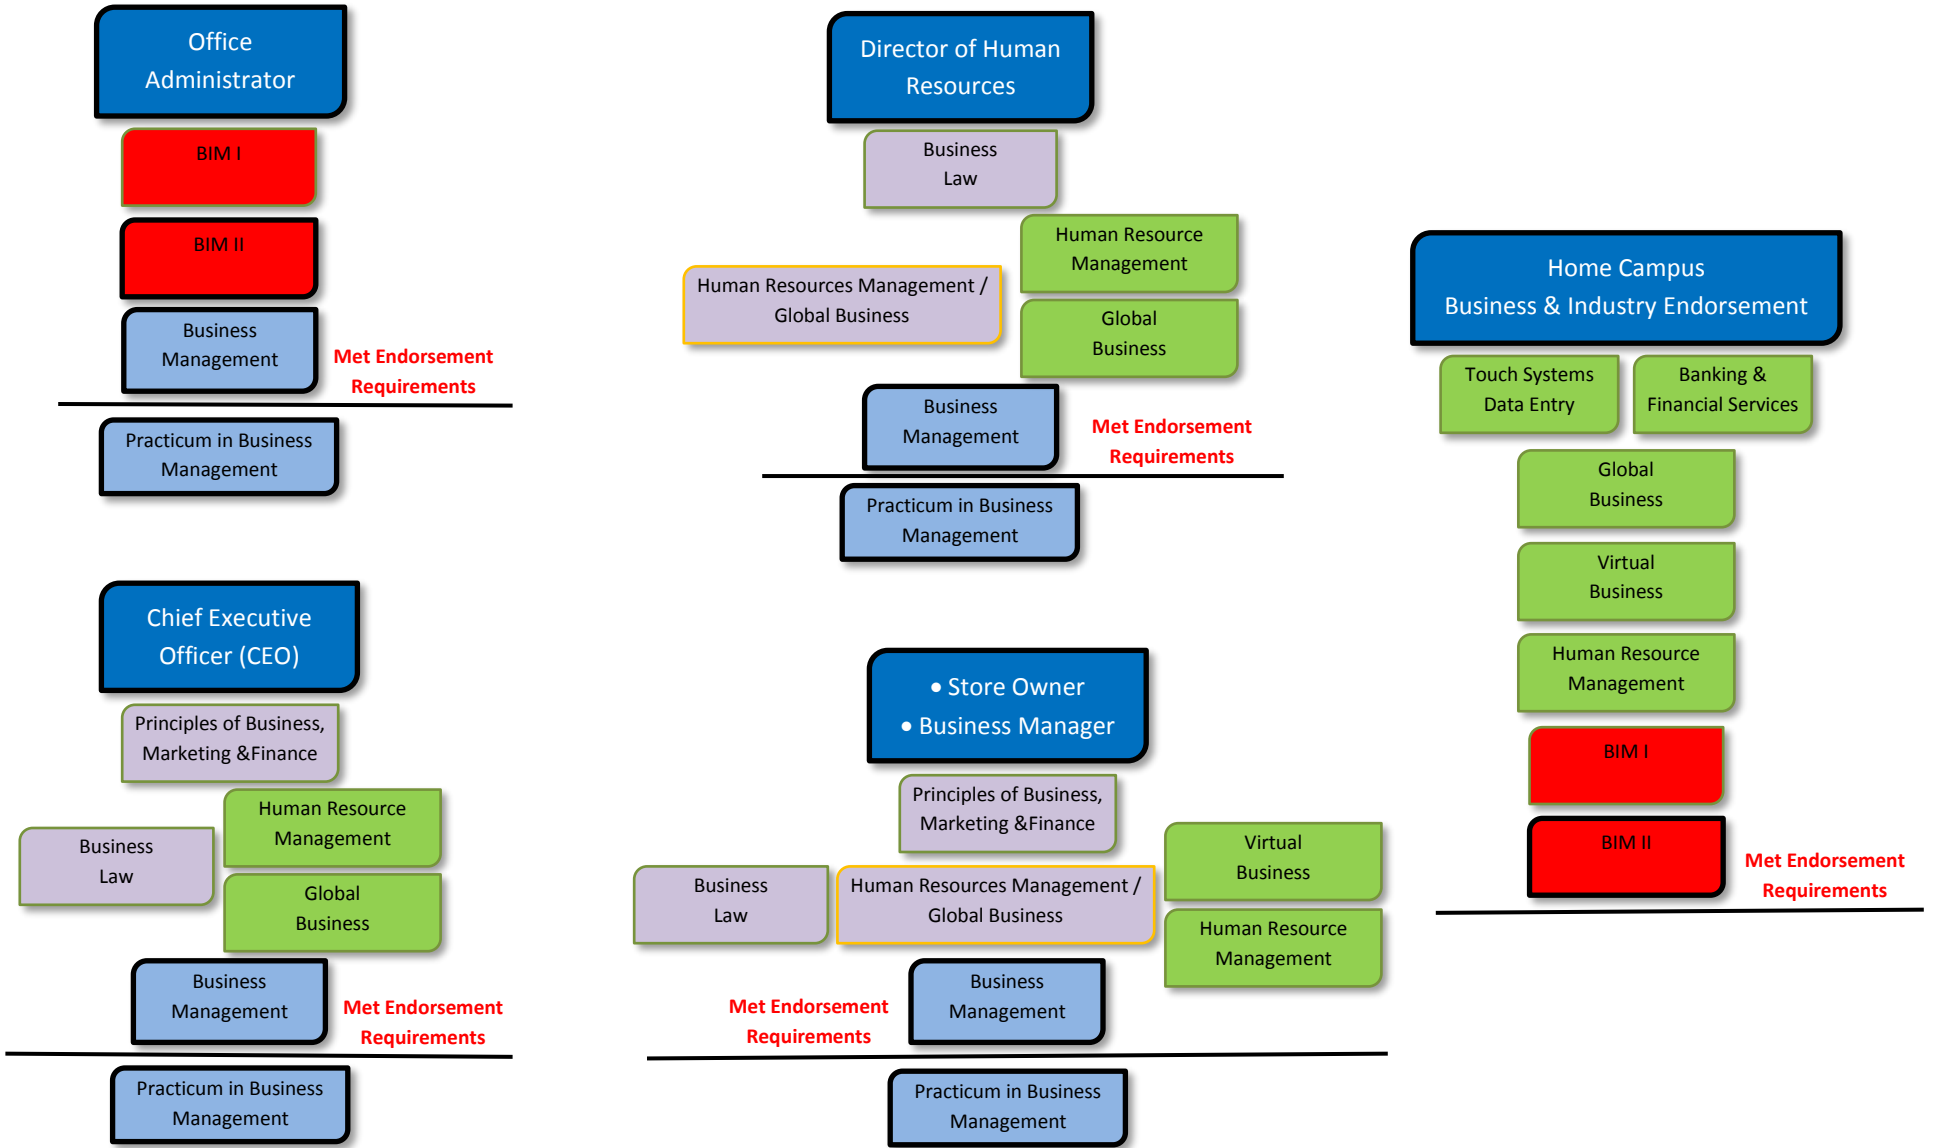 Office
Administrator
BIM I
BIM II
Business
Management
Met Endorsement
Requirements
Practicum in Business
Management
Director of Human
Resources
Business
Law
Human Resources Management /
Global Business
Human Resource
Management
Global
Business
Business
Management
Met Endorsement
Requirements
Practicum in Business
Management
Home Campus
Business & Industry Endorsement
Touch Systems
Data Entry
Banking &
Financial Services
Global
Business
Virtual
Business
Human Resource
Management
BIM I
BIM II
Met Endorsement
Requirements
Chief Executive
Officer (CEO)
Principles of Business,
Marketing &Finance
Business
Law
Human Resource
Management
Global
Business
Business
Management
Met Endorsement
Requirements
Practicum in Business
Management
• Store Owner
• Business Manager
Principles of Business,
Marketing &Finance
Business
Law
Human Resources Management /
Global Business
Virtual
Business
Human Resource
Management
Met Endorsement
Requirements
Business
Management
Practicum in Business
Management